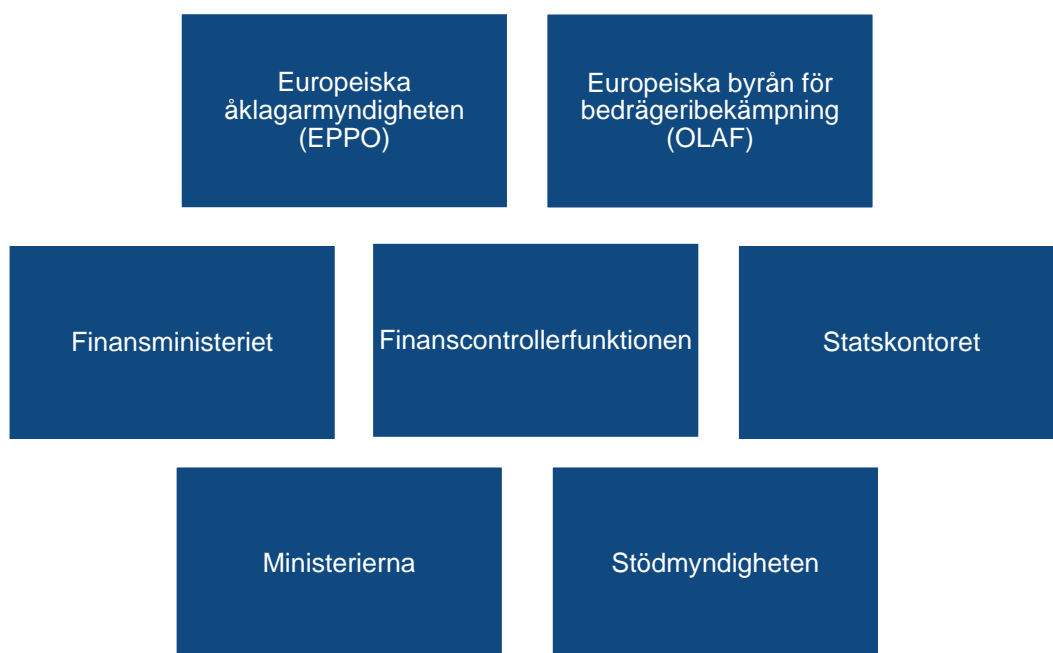 Europeiska
åklagarmyndigheten
(EPPO)
Europeiska byrån för
bedrägeribekämpning
(OLAF)
Finansministeriet
Finanscontrollerfunktionen
Statskontoret
Ministerierna
Stödmyndigheten